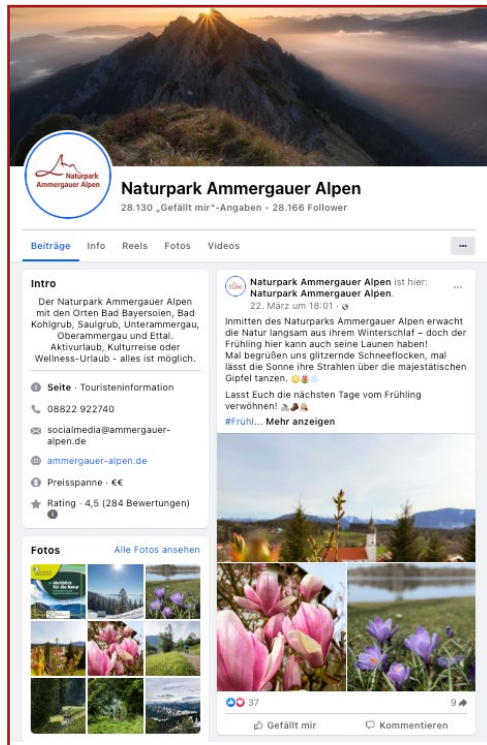 Naturpark
Ammergauer Alpen
Naturpark Ammergauer Alpen
28.130 „Gefällt mir“-Angaben • 28.166 Follower
Beiträge Info Reels Fotos Videos
Intro
Der Naturpark Ammergauer Alpen
mit den Orten Bad Bayersoien, Bad
Kohlgrub, Saulgrub, Unterammergau,
Oberammergau und Ettal.
Aktivurlaub, Kulturreise oder
Wellness-Urlaub - alles ist möglich.
Seite · Touristeninformation
08822 922740
socialmedia@ammergauer-
alpen.de
ammergauer-alpen.de
Preisspanne · €€
Rating · 4,5 (284 Bewertungen)
Fotos Alle Fotos ansehen
Weitblick
für die Natur
Naturpark Ammergauer Alpen ist hier:
Naturpark Ammergauer Alpen.
22. März um 18:01 ·
Inmitten des Naturparks Ammergauer Alpen erwacht
die Natur langsam aus ihrem Winterschlaf – doch der
Frühling hier kann auch seine Launen haben!
Mal begrüßen uns glitzernde Schneeflocken, mal
lässt die Sonne ihre Strahlen über die majestätischen
Gipfel tanzen.
Lasst Euch die nächsten Tage vom Frühling
verwöhnen!
#Frühl... Mehr anzeigen
37 9
Gefällt mir Kommentieren